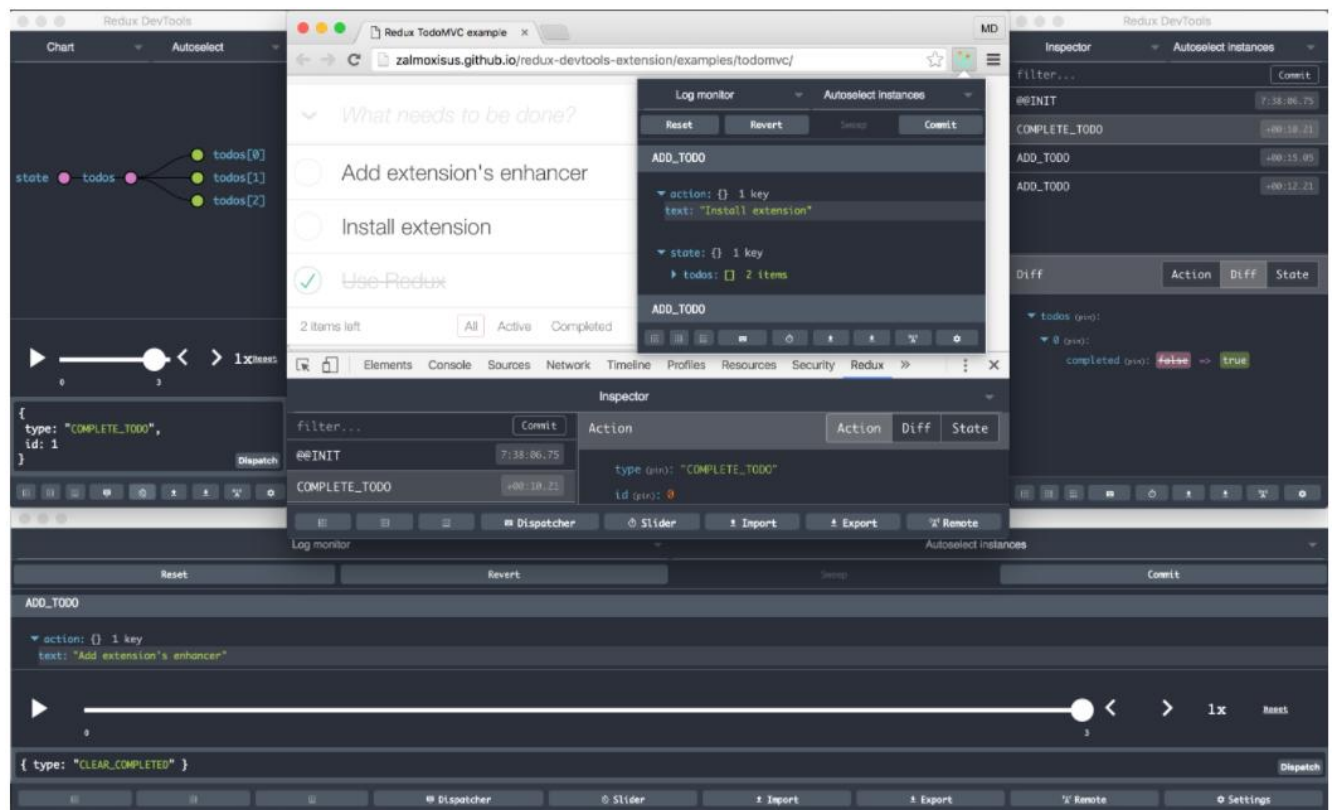 Redux DevTools
Chart
Autoselect
state
todos
todos[0]
todos[1]
todos[2]
1x
Reset
0
3
{
type: "COMPLETE_TODO",
id: 1
}
Dispatch
Redux TodoMVC example
MD
zalmoxisus.github.io/redux-devtools-extension/examples/todomvc/
What needs to be done?
Add extension's enhancer
Install extension
Use Redux
2 items left
All
Active
Completed
Log monitor
Autoselect instances
Reset
Revert
Sweep
Commit
ADD_TODO
action: {} 1 key
text: "Install extension"
state: {} 1 key
todos: [] 2 items
ADD_TODO
Elements Console Sources Network Timeline Profiles Resources Security Redux »
Inspector
filter...
Commit
@@INIT
7:38:06.75
COMPLETE_TODO
+00:10.21
Action
Action
Diff
State
type (pin): "COMPLETE_TODO"
id (pin): 0
Dispatcher
Slider
Import
Export
Remote
Redux DevTools
Inspector
Autoselect instances
filter...
Commit
@@INIT
7:38:06.75
COMPLETE_TODO
+00:10.21
ADD_TODO
+00:15.05
ADD_TODO
+00:12.21
Diff
Action
Diff
State
todos (pin):
0 (pin):
completed (pin): false => true
Log monitor
Autoselect instances
Reset
Revert
Sweep
Commit
ADD_TODO
action: {} 1 key
text: "Add extension's enhancer"
1x
Reset
0
3
{ type: "CLEAR_COMPLETED" }
Dispatch
Dispatcher
Slider
Import
Export
Remote
Settings